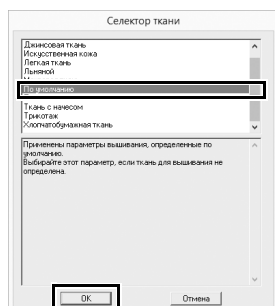 Селектор ткани
Джинсовая ткань
Искусственная кожа
Легкая ткань
Льняной
По умолчанию
Ткань с начесом
Трикотаж
Хлопчатобумажная ткань
Применены параметры вышивания, определенные по
умолчанию.
Выбирайте этот параметр, если ткань для вышивания не
определена.
OK
Отмена